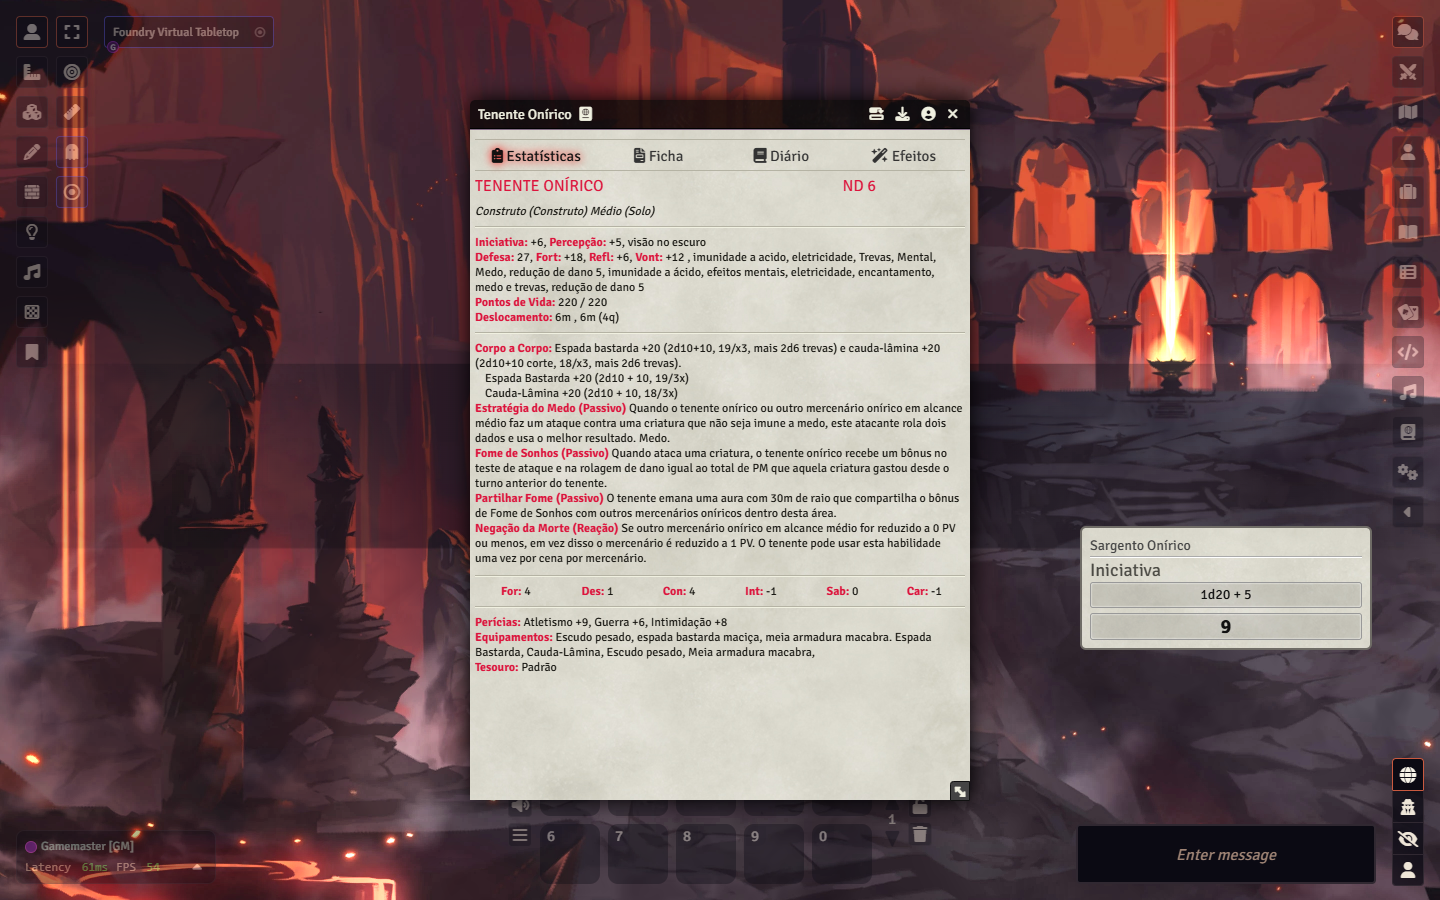 Foundry Virtual Tabletop
G
Tenente Onírico
Estatísticas Ficha Diário Efeitos
TENENTE ONÍRICO ND 6
Construto (Construto) Médio (Solo)
Iniciativa: +6, Percepção: +5, visão no escuro
Defesa: 27, Fort: +18, Refl: +6, Vont: +12 , imunidade a acido, eletricidade, Trevas, Mental,
Medo, redução de dano 5, imunidade a ácido, efeitos mentais, eletricidade, encantamento,
medo e trevas, redução de dano 5
Pontos de Vida: 220 / 220
Deslocamento: 6m , 6m (4q)
Corpo a Corpo: Espada bastarda +20 (2d10+10, 19/x3, mais 2d6 trevas) e cauda-lâmina +20
(2d10+10 corte, 18/x3, mais 2d6 trevas).
Espada Bastarda +20 (2d10 + 10, 19/3x)
Cauda-Lâmina +20 (2d10 + 10, 18/3x)
Estratégia do Medo (Passivo) Quando o tenente onírico ou outro mercenário onírico em alcance
médio faz um ataque contra uma criatura que não seja imune a medo, este atacante rola dois
dados e usa o melhor resultado. Medo.
Fome de Sonhos (Passivo) Quando ataca uma criatura, o tenente onírico recebe um bônus no
teste de ataque e na rolagem de dano igual ao total de PM que aquela criatura gastou desde o
turno anterior do tenente.
Partilhar Fome (Passivo) O tenente emana uma aura com 30m de raio que compartilha o bônus
de Fome de Sonhos com outros mercenários oníricos dentro desta área.
Negação da Morte (Reação) Se outro mercenário onírico em alcance médio for reduzido a 0 PV
ou menos, em vez disso o mercenário é reduzido a 1 PV. O tenente pode usar esta habilidade
uma vez por cena por mercenário.
For: 4 Des: 1 Con: 4 Int: -1 Sab: 0 Car: -1
Perícias: Atletismo +9, Guerra +6, Intimidação +8
Equipamentos: Escudo pesado, espada bastarda maciça, meia armadura macabra. Espada
Bastarda, Cauda-Lâmina, Escudo pesado, Meia armadura macabra,
Tesouro: Padrão
Sargento Onírico
Iniciativa
1d20 + 5
9
1
6 7 8 9 0
Gamemaster [GM]
Latency 61ms FPS 54
Enter message